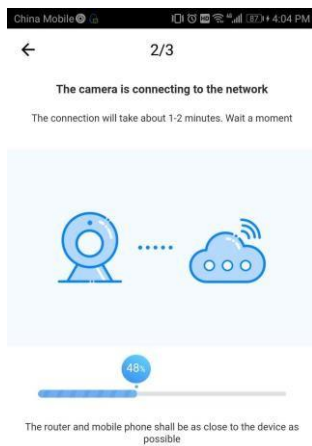 China Mobile HD 87 4:04 PM
2/3
The camera is connecting to the network
The connection will take about 1-2 minutes. Wait a moment
48%
The router and mobile phone shall be as close to the device as
possible